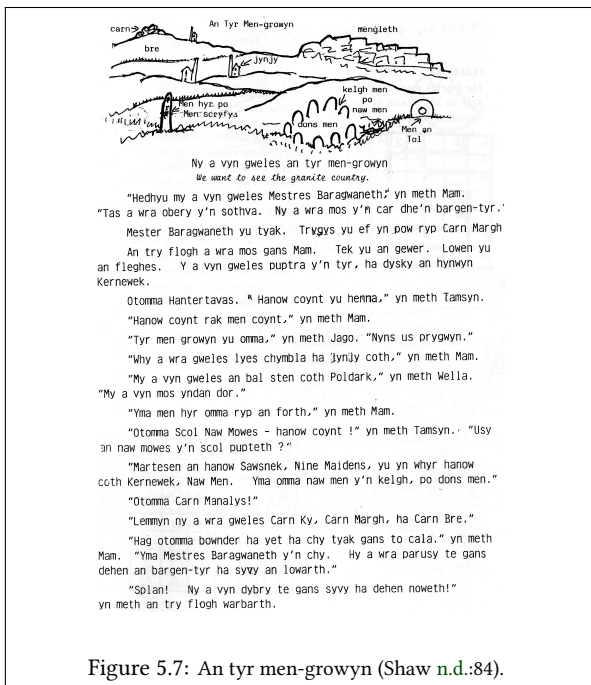 An Tyr Men-growyn
carn
mengleth
bre
jynjy
kelgh men
po
naw men
Men hyr po
Men scryfys
dons men
Men an
Tol
Ny a vyn gweles an tyr men-growyn
We want to see the granite country.
"Hedhyu my a vyn gweles Mestres Baragwaneth," yn meth Mam.
"Tas a wra obery y'n sothva. Ny a wra mos y'n car dhe'n bargen-tyr."
Mester Baragwaneth yu tyak. Trygys yu ef yn pow ryp Carn Margh
An try flogh a wra mos gans Mam. Tek yu an gewer. Lowen yu
an fleghes. Y a vyn gweles puptra y'n tyr, ha dysky an hynwyn
Kernewek.
Otomma Hantertavas. "Hanow coynt yu hemma," yn meth Tamsyn.
"Hanow coynt rak men coynt," yn meth Mam.
"Tyr men growyn yu omma," yn meth Jago. "Nyns us prygwyn."
"Why a wra gweles lyes chymbla ha jynjy coth," yn meth Mam.
"My a vyn gweles an bal sten coth Poldark," yn meth Wella.
"My a vyn mos yndan dor."
"Yma men hyr omma ryp an forth," yn meth Mam.
"Otomma Scol Naw Mowes - hanow coynt !" yn meth Tamsyn. "Usy
an naw mowes y'n scol pupteth ?"
"Martesen an hanow Sawsnek, Nine Maidens, yu yn whyr hanow
coth Kernewek, Naw Men. Yma omma naw men y'n kelgh, po dons men."
"Otomma Carn Manalys!"
"Lemmyn ny a wra gweles Carn Ky, Carn Margh, ha Carn Bre."
"Hag otomma bownder ha yet ha chy tyak gans to cala." yn meth
Mam. "Yma Mestres Baragwaneth y'n chy. Hy a wra parusy te gans
dehen an bargen-tyr ha syvy an lowarth."
"Splan! Ny a vyn dybry te gans syvy ha dehen noweth!"
yn meth an try flogh warbarth.
Figure 5.7: An tyr men-growyn (Shaw n.d.:84).